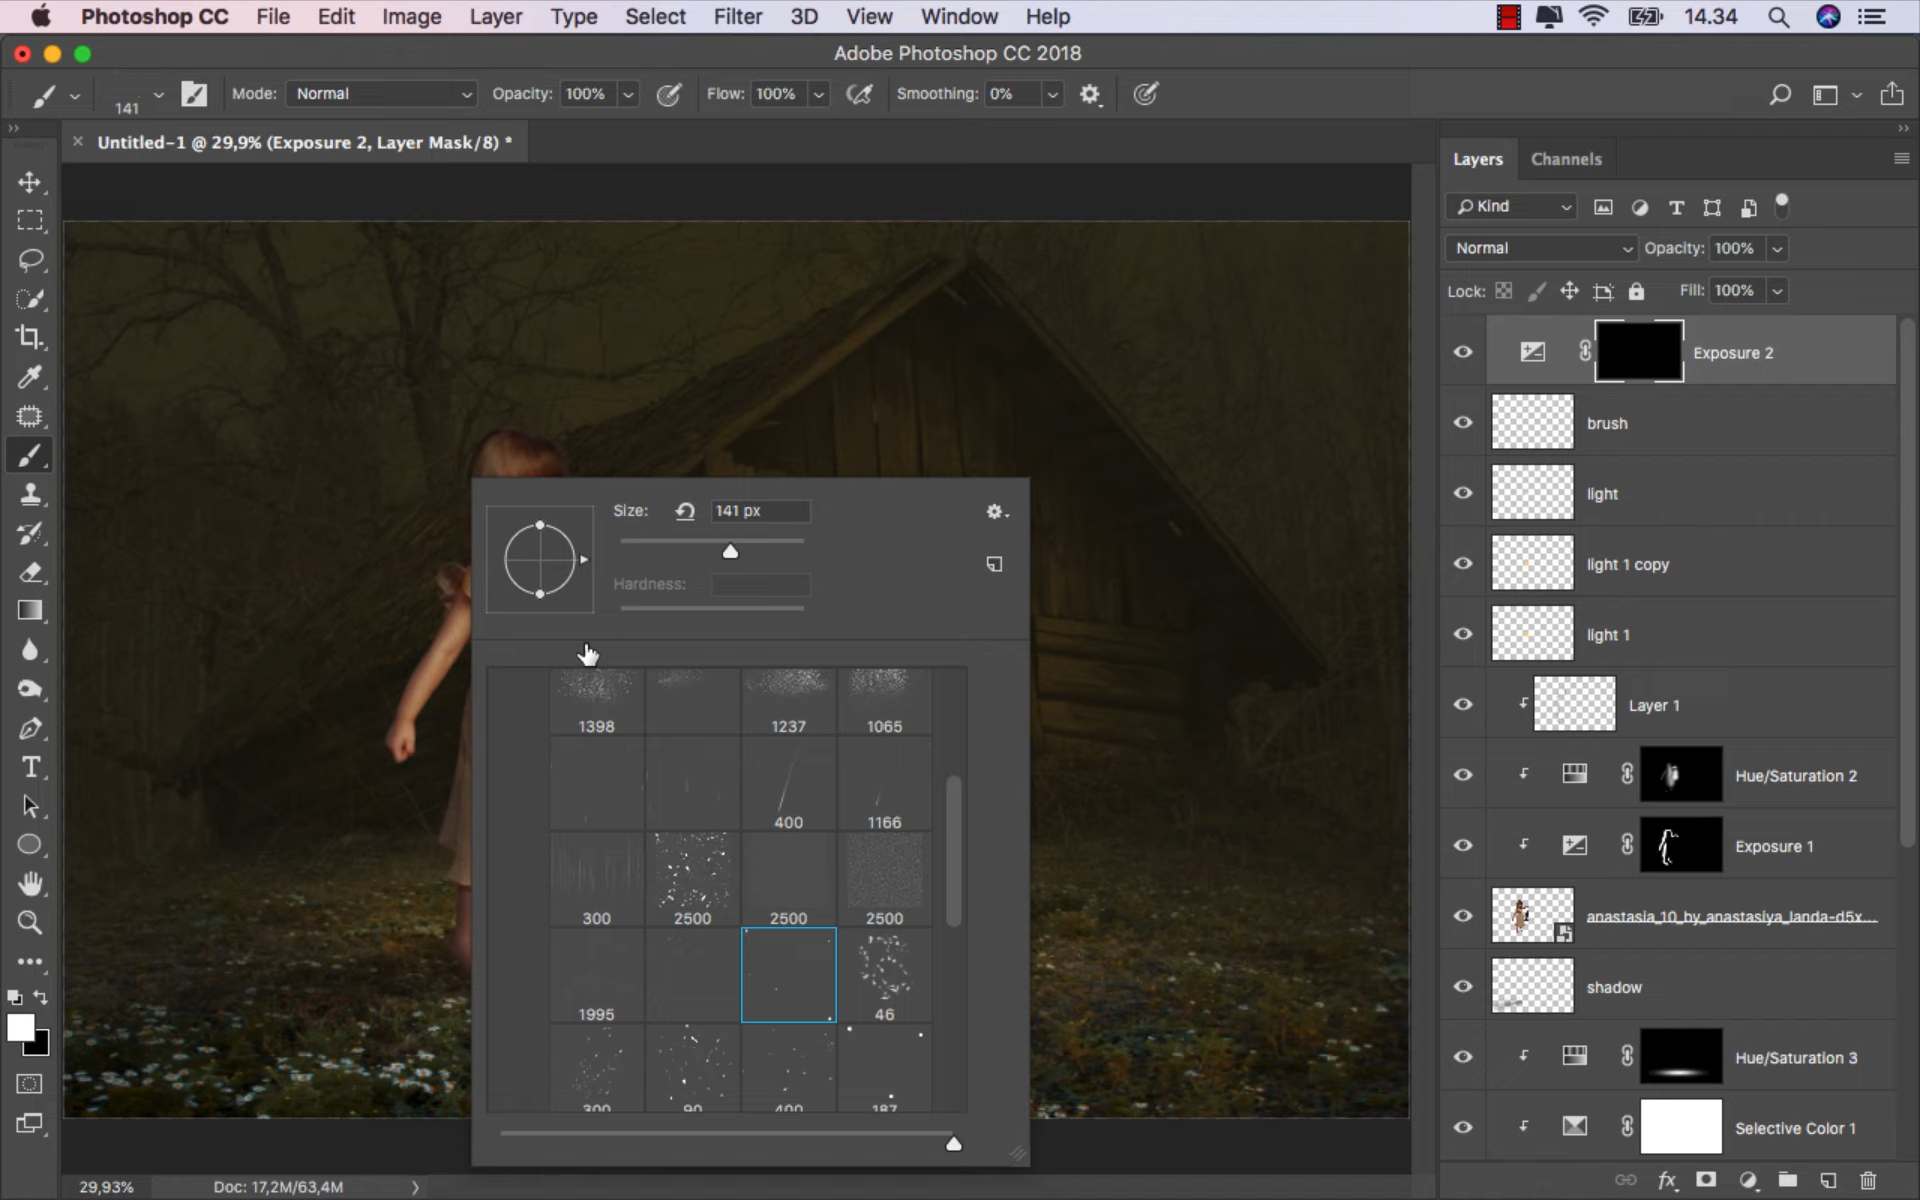 Photoshop CC File Edit Image Layer Type Select Filter 3D View Window Help 14.34
Adobe Photoshop CC 2018
141 Mode: Normal Opacity: 100% Flow: 100% Smoothing: 0%
Untitled-1 @ 29,9% (Exposure 2, Layer Mask/8) *
Layers Channels
Kind
Normal Opacity: 100%
Lock: Fill: 100%
Exposure 2
brush
light
light 1 copy
light 1
Layer 1
Hue/Saturation 2
Exposure 1
anastasia_10_by_anastasiya_landa-d5x...
shadow
Hue/Saturation 3
Selective Color 1
Size: 141 px
Hardness:
1398 1237 1065
400 1166
300 2500 2500 2500
1995 46
300 90 400 187
29,93% Doc: 17,2M/63,4M